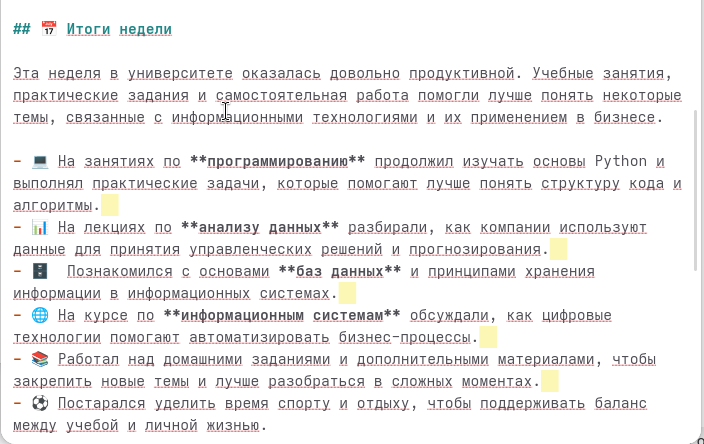 ## 📅 Итоги недели
Эта неделя в университете оказалась довольно продуктивной. Учебные занятия,
практические задания и самостоятельная работа помогли лучше понять некоторые
темы, связанные с информационными технологиями и их применением в бизнесе.
- 💻 На занятиях по **программированию** продолжил изучать основы Python и
выполнял практические задачи, которые помогают лучше понять структуру кода и
алгоритмы.
- 📊 На лекциях по **анализу данных** разбирали, как компании используют
данные для принятия управленческих решений и прогнозирования.
- 🗄️ Познакомился с основами **баз данных** и принципами хранения
информации в информационных системах.
- 🌐 На курсе по **информационным системам** обсуждали, как цифровые
технологии помогают автоматизировать бизнес-процессы.
- 📚 Работал над домашними заданиями и дополнительными материалами, чтобы
закрепить новые темы и лучше разобраться в сложных моментах.
- ⚽ Постарался уделить время спорту и отдыху, чтобы поддерживать баланс
между учебой и личной жизнью.